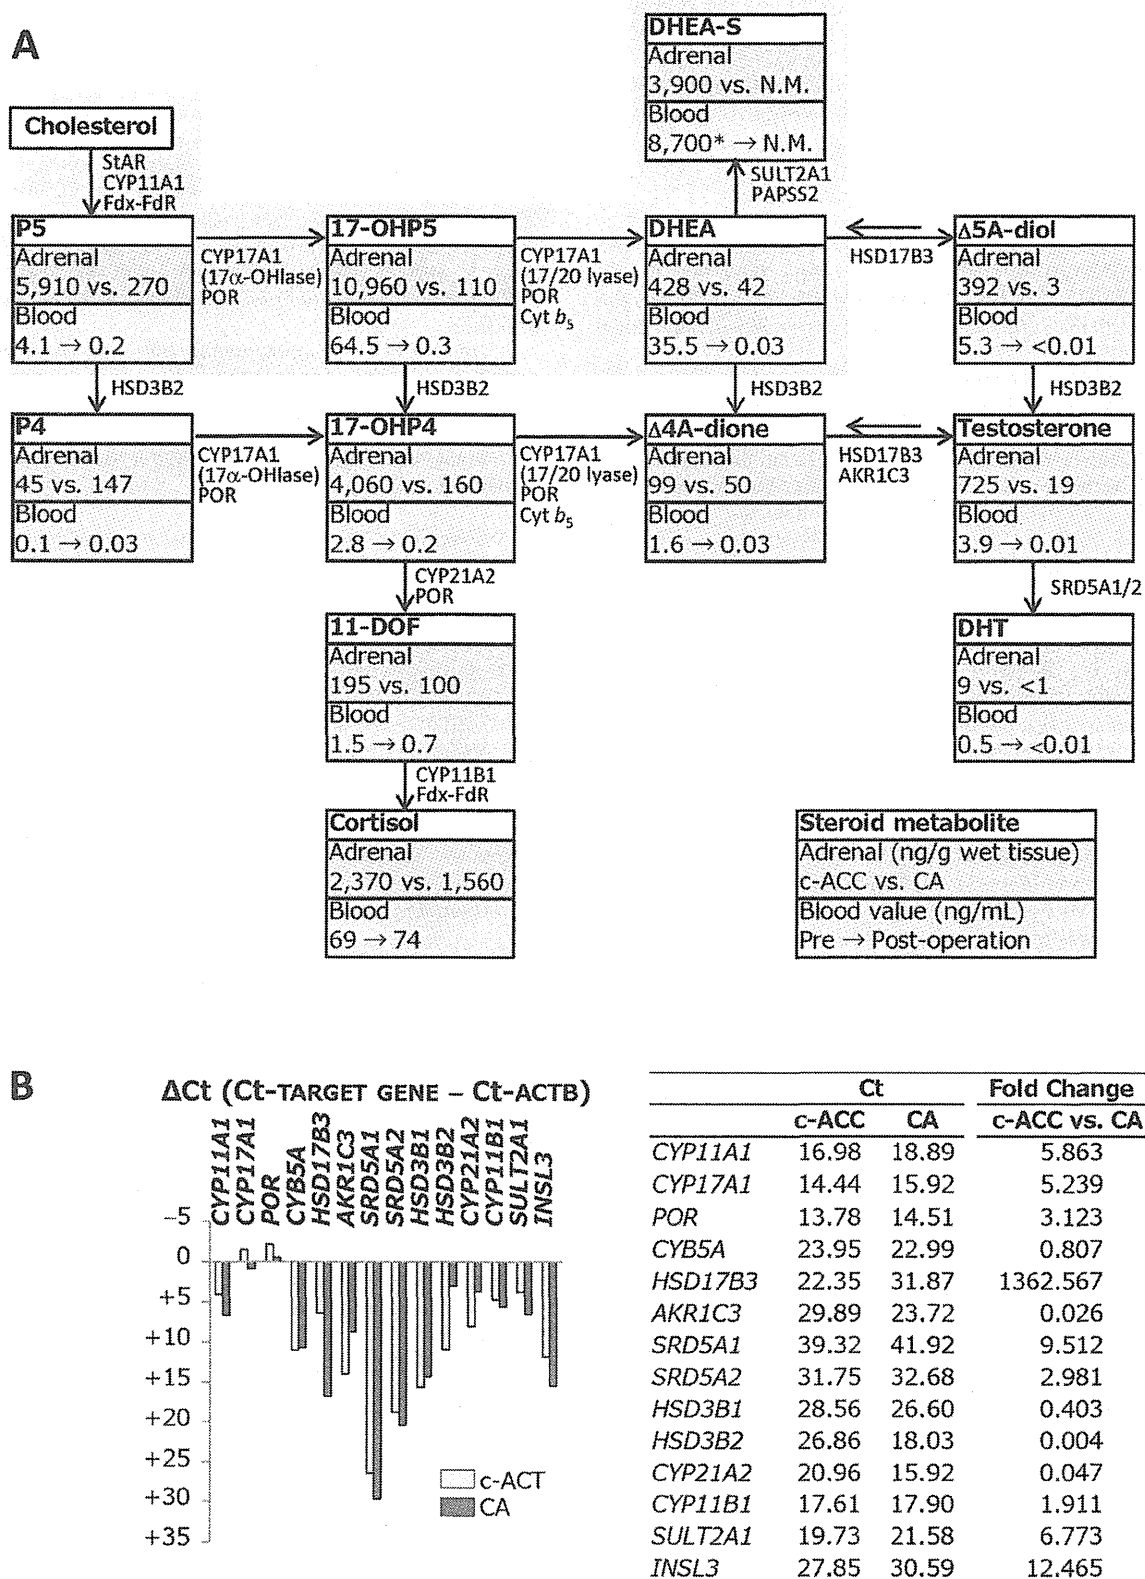 A
DHEA-S
Adrenal
3,900 vs. N.M.
Blood
8,700* → N.M.
Cholesterol
StAR
CYP11A1
Fdx-FdR
SULT2A1
PAPSS2
P5
Adrenal
5,910 vs. 270
Blood
4.1 → 0.2
CYP17A1
(17α-OHlase)
POR
17-OHP5
Adrenal
10,960 vs. 110
Blood
64.5 → 0.3
CYP17A1
(17/20 lyase)
POR
Cyt b5
DHEA
Adrenal
428 vs. 42
Blood
35.5 → 0.03
HSD17B3
Δ5A-diol
Adrenal
392 vs. 3
Blood
5.3 → <0.01
HSD3B2
HSD3B2
HSD3B2
HSD3B2
P4
Adrenal
45 vs. 147
Blood
0.1 → 0.03
CYP17A1
(17α-OHlase)
POR
17-OHP4
Adrenal
4,060 vs. 160
Blood
2.8 → 0.2
CYP17A1
(17/20 lyase)
POR
Cyt b5
Δ4A-dione
Adrenal
99 vs. 50
Blood
1.6 → 0.03
HSD17B3
AKR1C3
Testosterone
Adrenal
725 vs. 19
Blood
3.9 → 0.01
CYP21A2
POR
SRD5A1/2
11-DOF
Adrenal
195 vs. 100
Blood
1.5 → 0.7
DHT
Adrenal
9 vs. <1
Blood
0.5 → <0.01
CYP11B1
Fdx-FdR
Cortisol
Adrenal
2,370 vs. 1,560
Blood
69 → 74
Steroid metabolite
Adrenal (ng/g wet tissue)
c-ACC vs. CA
Blood value (ng/mL)
Pre → Post-operation
B
ΔCt (Ct-TARGET GENE – Ct-ACTB)
CYP11A1
CYP17A1
POR
CYB5A
HSD17B3
AKR1C3
SRD5A1
SRD5A2
HSD3B1
HSD3B2
CYP21A2
CYP11B1
SULT2A1
INSL3
−5
0
+5
+10
+15
+20
+25
+30
+35
c-ACT
CA
Ct Fold Change
c-ACC CA c-ACC vs. CA
CYP11A1 16.98 18.89 5.863
CYP17A1 14.44 15.92 5.239
POR 13.78 14.51 3.123
CYB5A 23.95 22.99 0.807
HSD17B3 22.35 31.87 1362.567
AKR1C3 29.89 23.72 0.026
SRD5A1 39.32 41.92 9.512
SRD5A2 31.75 32.68 2.981
HSD3B1 28.56 26.60 0.403
HSD3B2 26.86 18.03 0.004
CYP21A2 20.96 15.92 0.047
CYP11B1 17.61 17.90 1.911
SULT2A1 19.73 21.58 6.773
INSL3 27.85 30.59 12.465